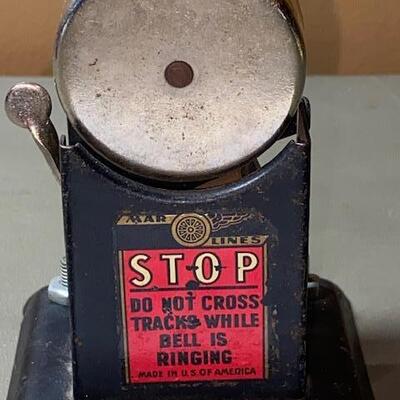 MAR
LINES
STOP
DO NOT CROSS
TRACKS WHILE
BELL IS
RINGING
MADE IN U.S. OF AMERICA